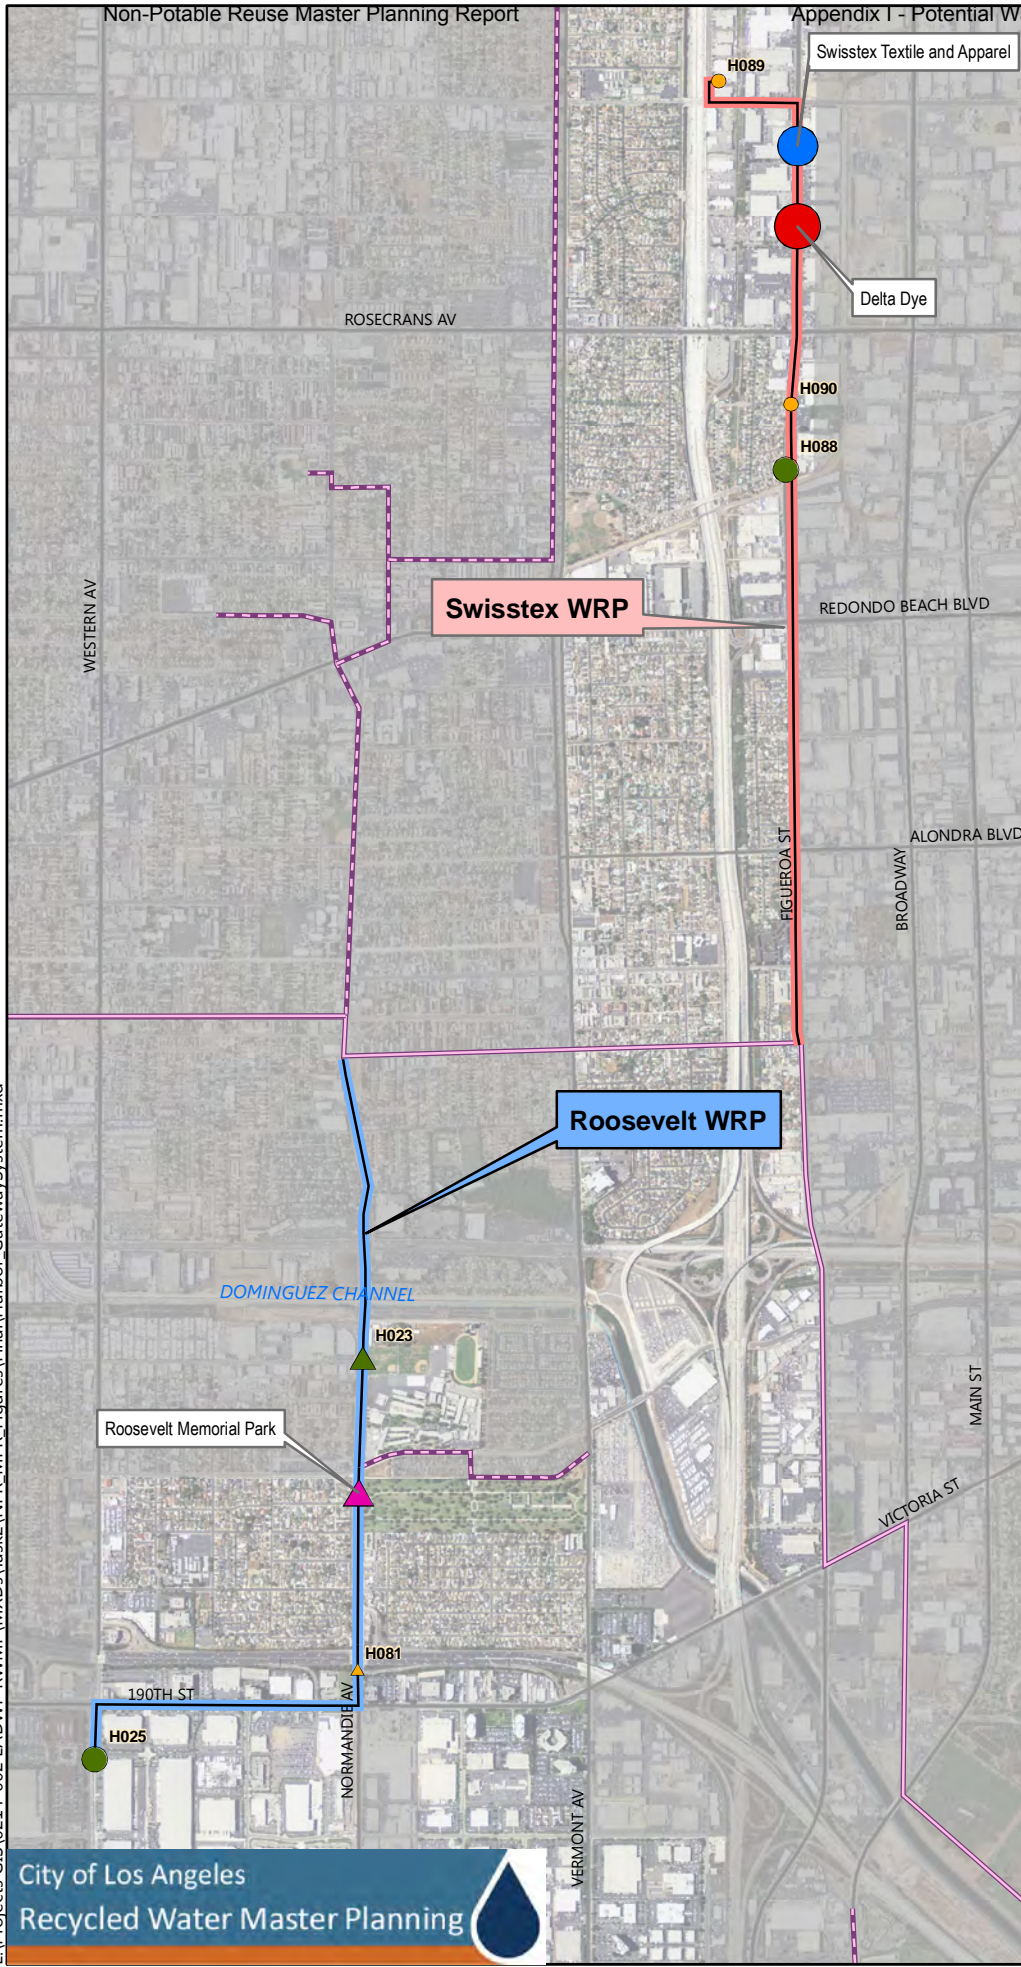 Non-Potable Reuse Master Planning Report
Appendix I - Potential W
Swisstex Textile and Apparel
H089
Delta Dye
ROSECRANS AV
H090
H088
WESTERN AV
Swisstex WRP
REDONDO BEACH BLVD
FIGUEROA ST
ALONDRA BLVD
BROADWAY
Roosevelt WRP
DOMINGUEZ CHANNEL
H023
MAIN ST
Roosevelt Memorial Park
VICTORIA ST
H081
190TH ST
NORMANDIE AV
H025
VERMONT AV
City of Los Angeles
Recycled Water Master Planning